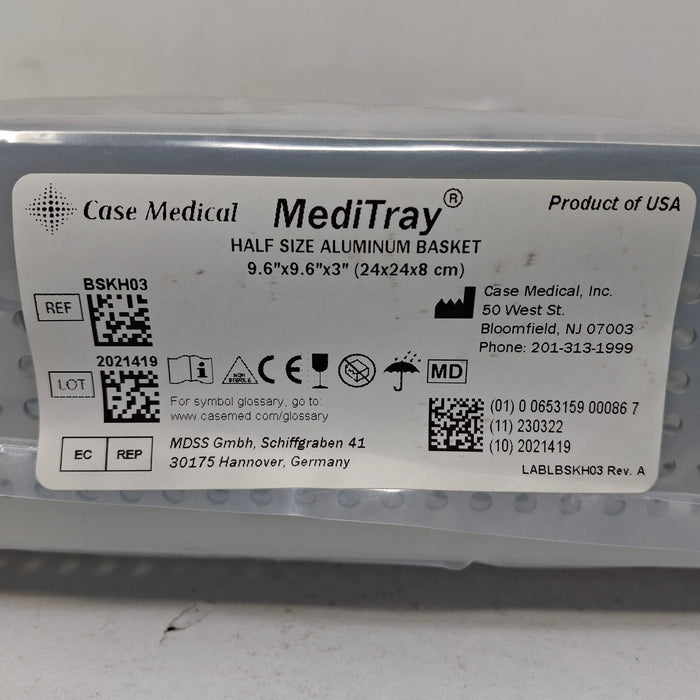 Case Medical
MediTray®
Product of USA
HALF SIZE ALUMINUM BASKET
9.6"x9.6"x3" (24x24x8 cm)
BSKH03
REF
Case Medical, Inc.
50 West St.
Bloomfield, NJ 07003
Phone: 201-313-1999
2021419
LOT
NON
STERILE
CE
MD
For symbol glossary, go to:
www.casemed.com/glossary
(01) 0 0653159 00086 7
(11) 230322
(10) 2021419
EC REP
MDSS Gmbh, Schiffgraben 41
30175 Hannover, Germany
LABLBSKH03 Rev. A